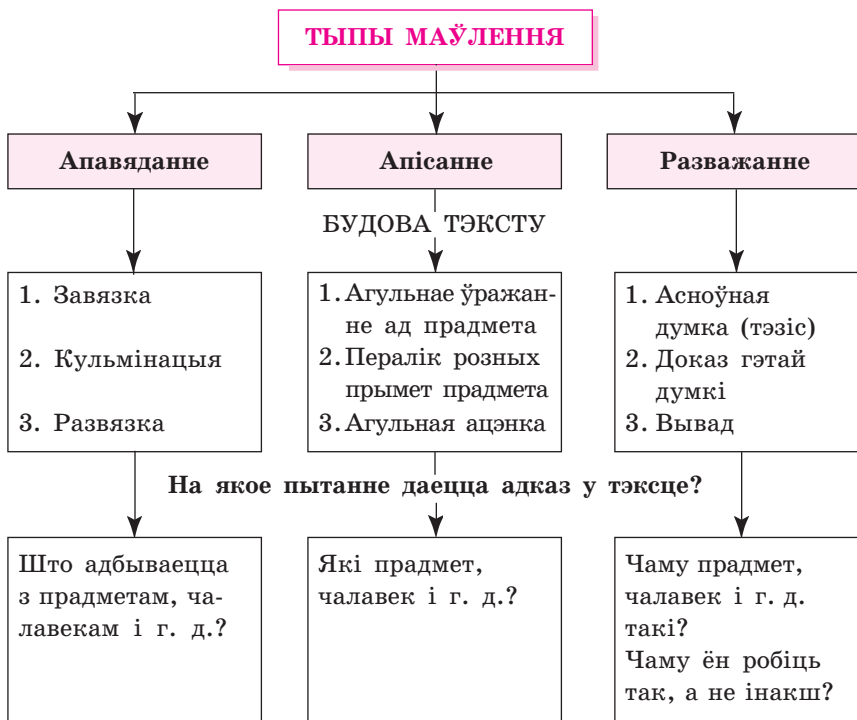 ТЫПЫ МАЎЛЕННЯ
Апавяданне
Апісанне
Разважанне
БУДОВА ТЭКСТУ
1. Завязка
2. Кульмінацыя
3. Развязка
1. Агульнае ўражан-
не ад прадмета
2. Пералік розных
прымет прадмета
3. Агульная ацэнка
1. Асноўная
думка (тэзіс)
2. Доказ гэтай
думкі
3. Вывад
На якое пытанне даецца адказ у тэксце?
Што адбываецца
з прадметам, ча-
лавекам і г. д.?
Які прадмет,
чалавек і г. д.?
Чаму прадмет,
чалавек і г. д.
такі?
Чаму ён робіць
так, а не інакш?